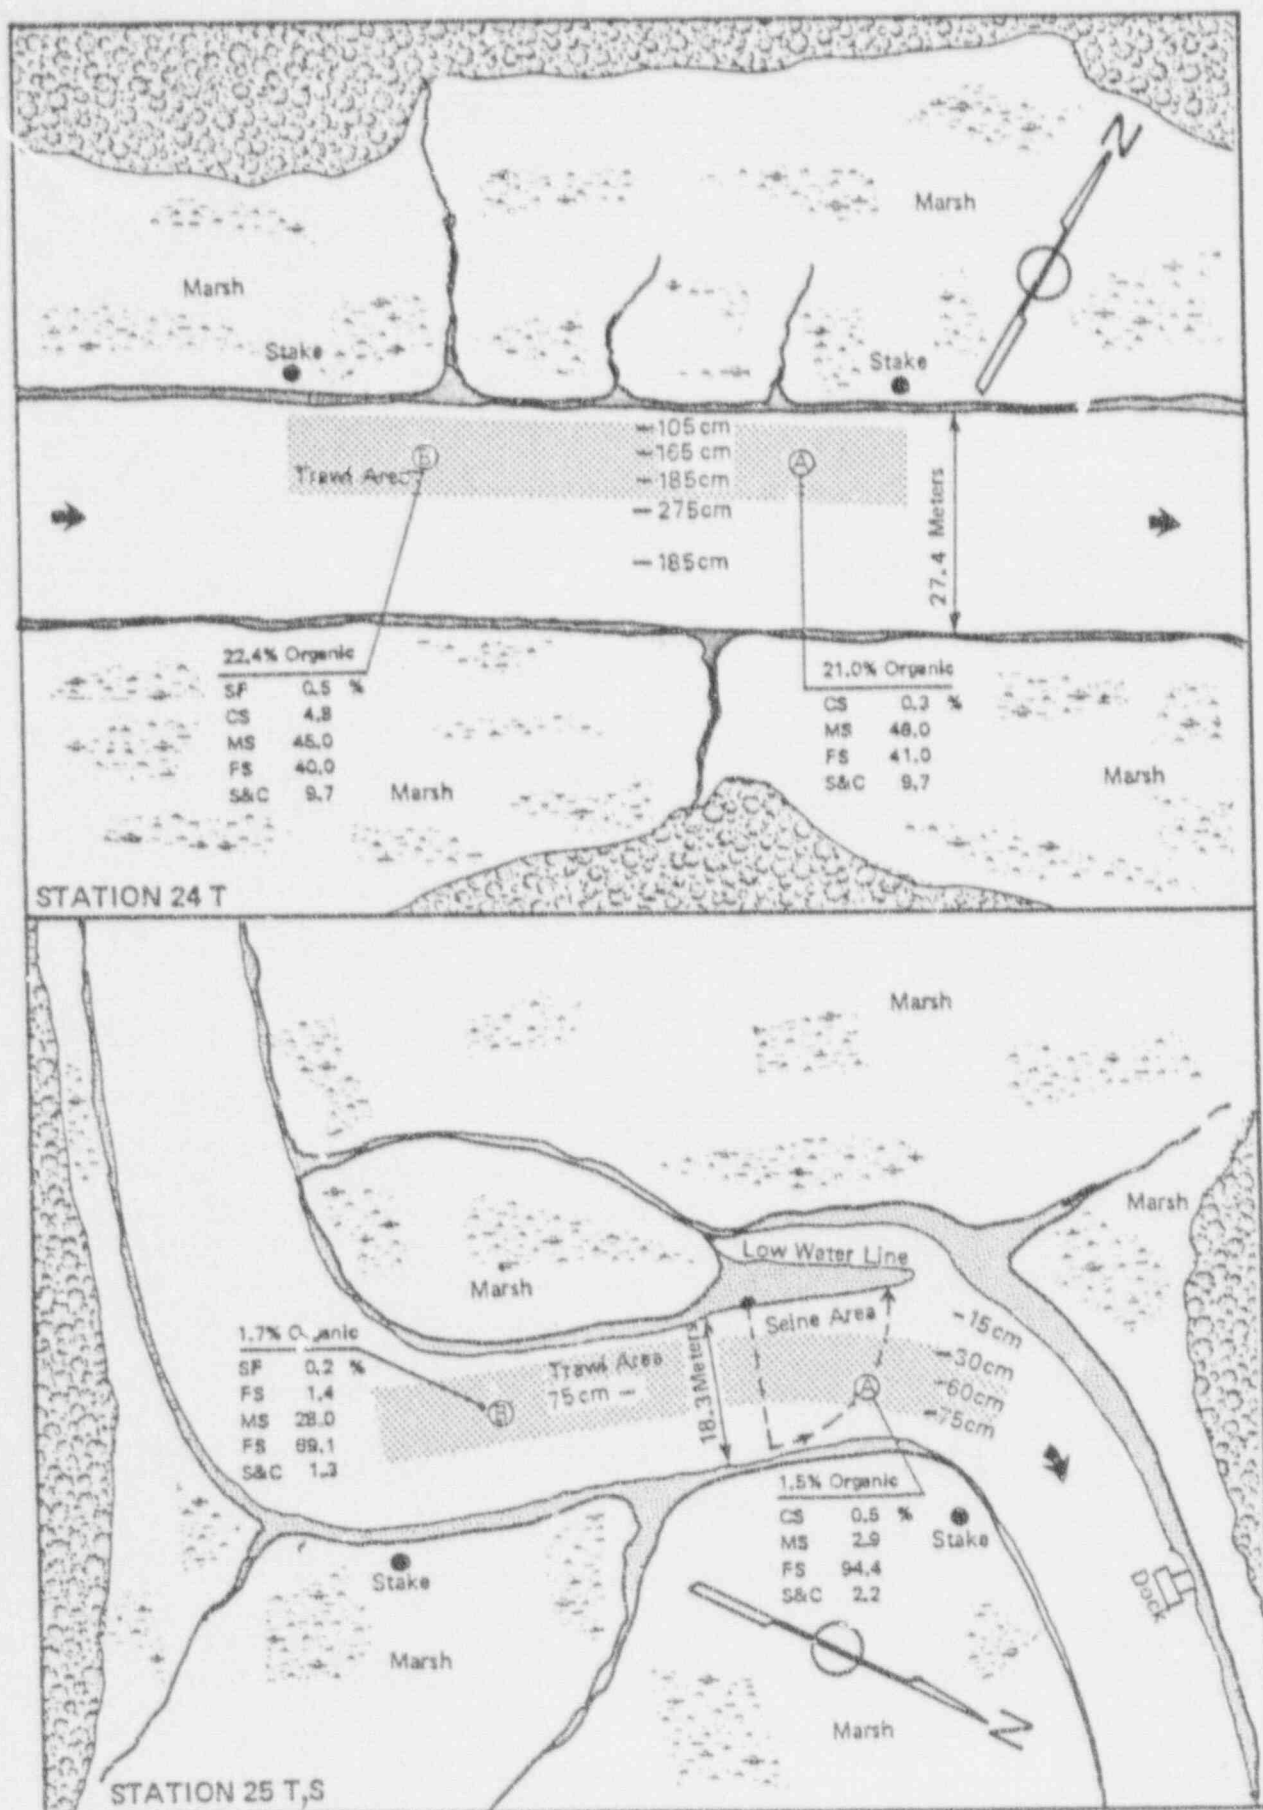 N
Marsh
Marsh
Stake
Stake
105 cm
165 cm
A
B
Trawl Area
185cm
275cm
185cm
27.4 Meters
22.4% Organic
SF 0.5 %
CS 4.8
MS 45.0
FS 40.0
S&C 9.7
21.0% Organic
CS 0.3 %
MS
FS 41.0
S&C 9.7
Marsh
Marsh
STATION 24 T
Marsh
Marsh
Low Water Line
Marsh
Seine Area
15cm
1.7% Organic
SF 0.2 %
FS 1.4
MS 28.0
FS 69.1
S&C 1.3
Trawl Area
75cm
18.3 Meters
30cm
60cm
75cm
A
B
1.5% Organic
CS 0.5 %
MS 2.9
FS 94.4
S&C 2.2
Stake
Stake
Dock
Marsh
Marsh
N
STATION 25 T,S